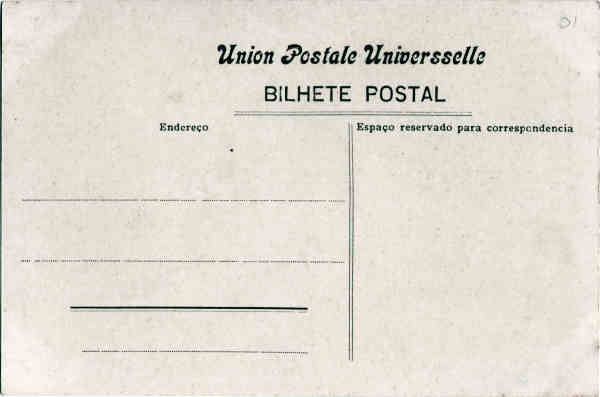 01
Union Postale Universselle
BILHETE POSTAL
Endereço
Espaço reservado para correspondencia